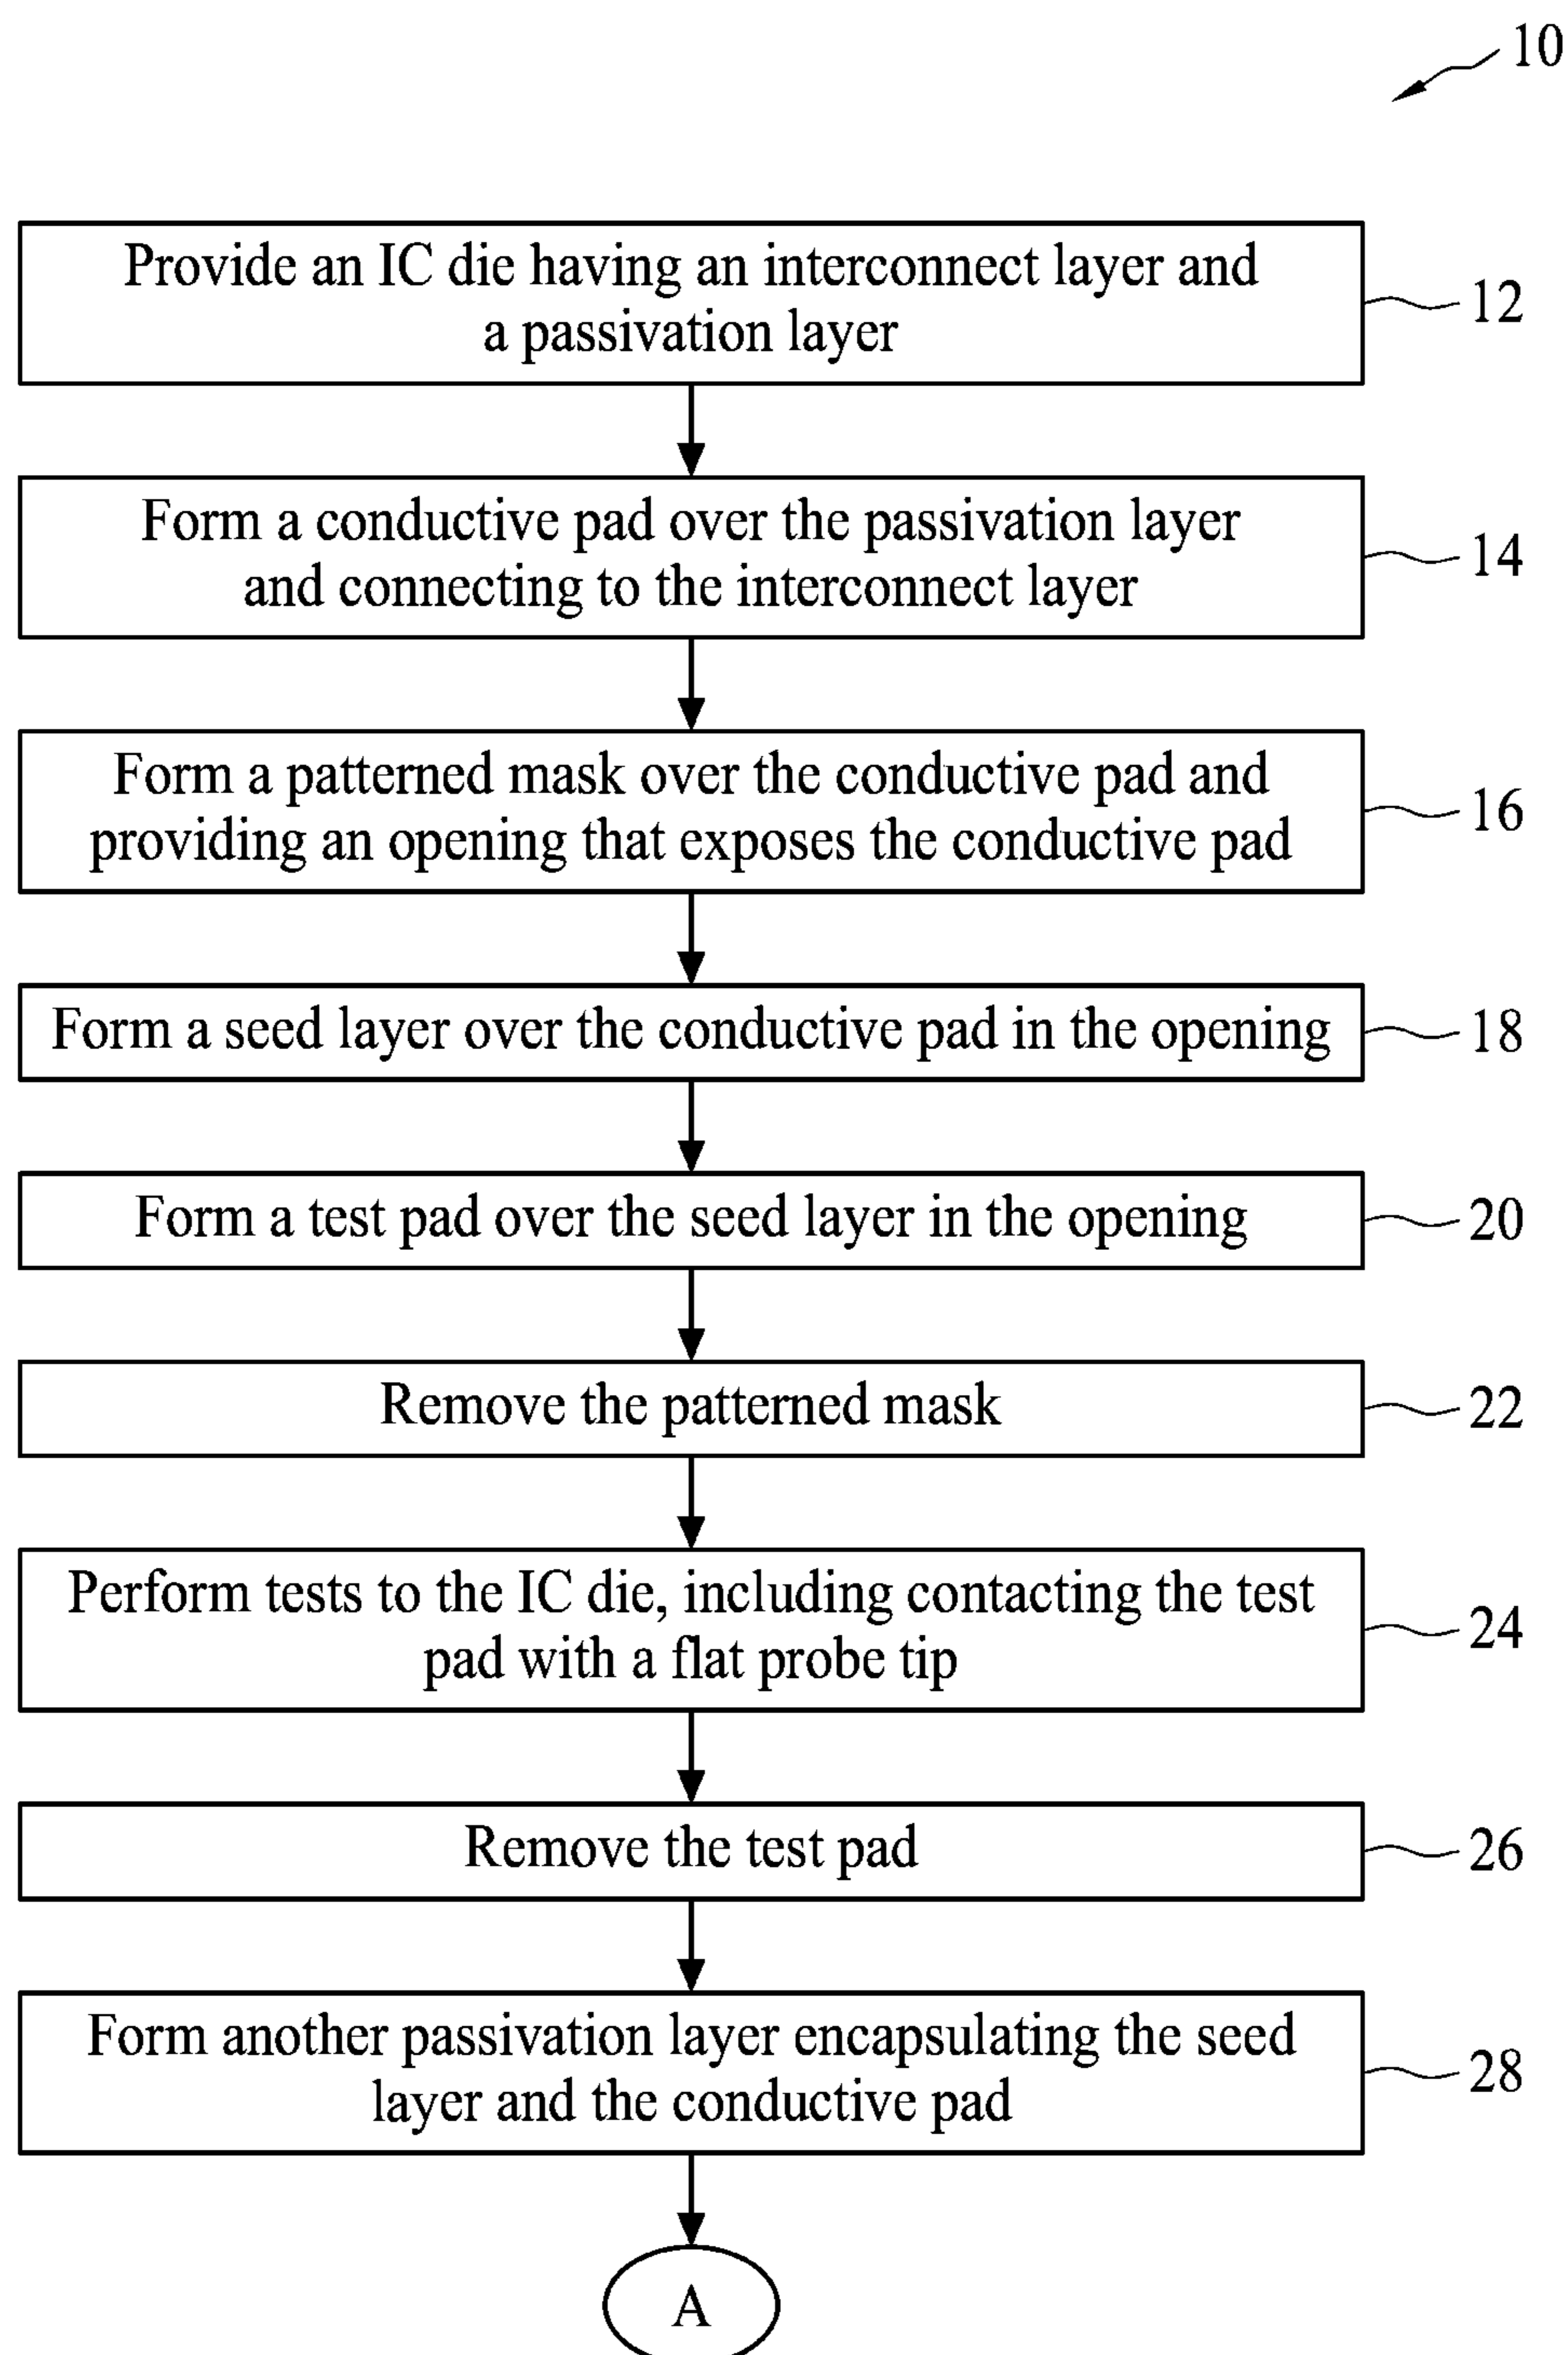 10
Provide an IC die having an interconnect layer and
a passivation layer
12
Form a conductive pad over the passivation layer
and connecting to the interconnect layer
14
Form a patterned mask over the conductive pad and
providing an opening that exposes the conductive pad
16
Form a seed layer over the conductive pad in the opening
18
Form a test pad over the seed layer in the opening
20
Remove the patterned mask
22
Perform tests to the IC die, including contacting the test
pad with a flat probe tip
24
Remove the test pad
26
Form another passivation layer encapsulating the seed
layer and the conductive pad
28
A